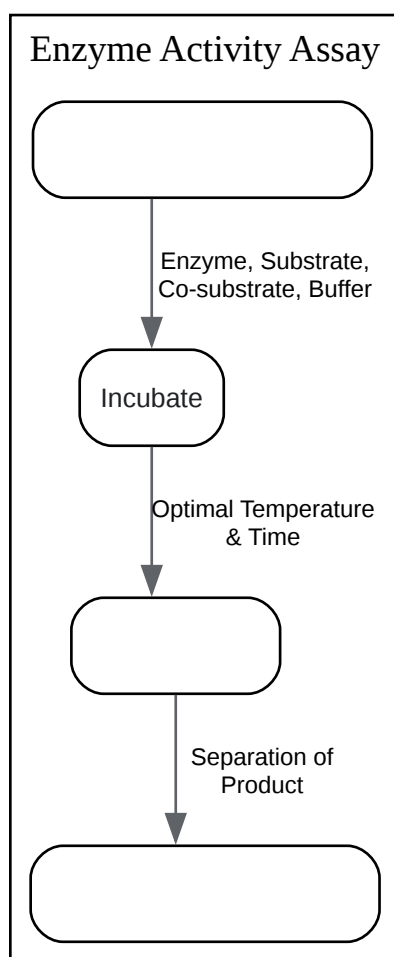 Enzyme Activity Assay
Enzyme, Substrate,
Co-substrate, Buffer
Incubate
Optimal Temperature
& Time
Separation of
Product